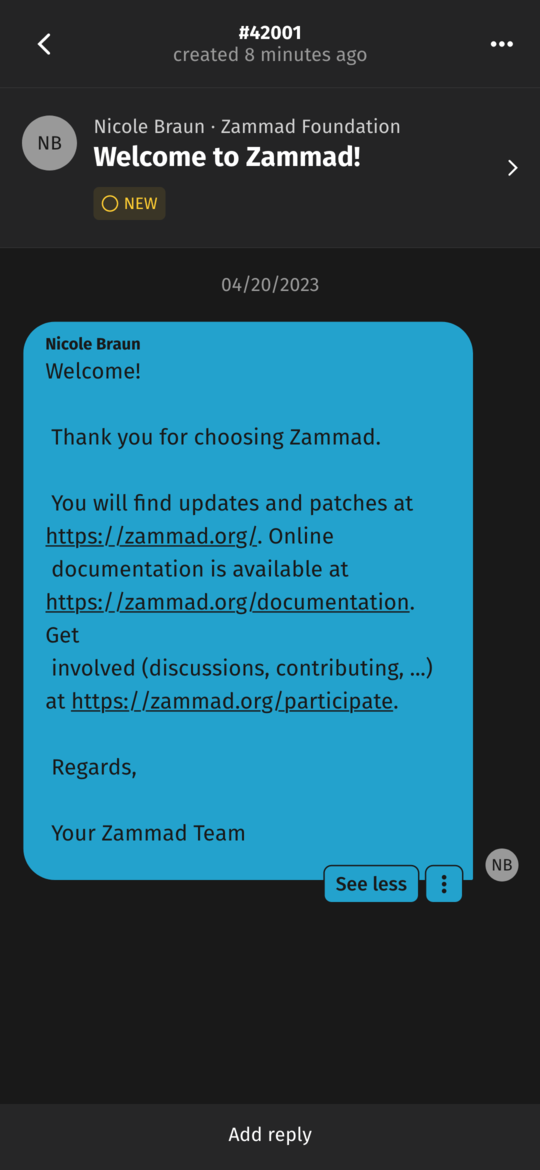 #42001
created 8 minutes ago
NB
Nicole Braun · Zammad Foundation
Welcome to Zammad!
NEW
04/20/2023
Nicole Braun
Welcome!
Thank you for choosing Zammad.
You will find updates and patches at
https://zammad.org/. Online
documentation is available at
https://zammad.org/documentation.
Get
involved (discussions, contributing, ...)
at https://zammad.org/participate.
Regards,
Your Zammad Team
See less
NB
Add reply